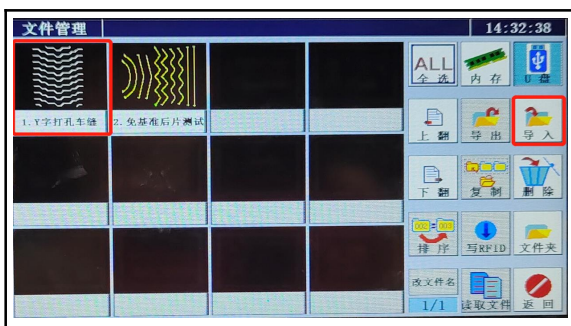 文件管理
14:32:38
1.Y字打孔车缝
2.免基准后片测试
ALL
全选
内存
U盘
上翻
导出
导入
下翻
复制
删除
002=003
排序
写RFID
文件夹
改文件名
1/1
读取文件
返回